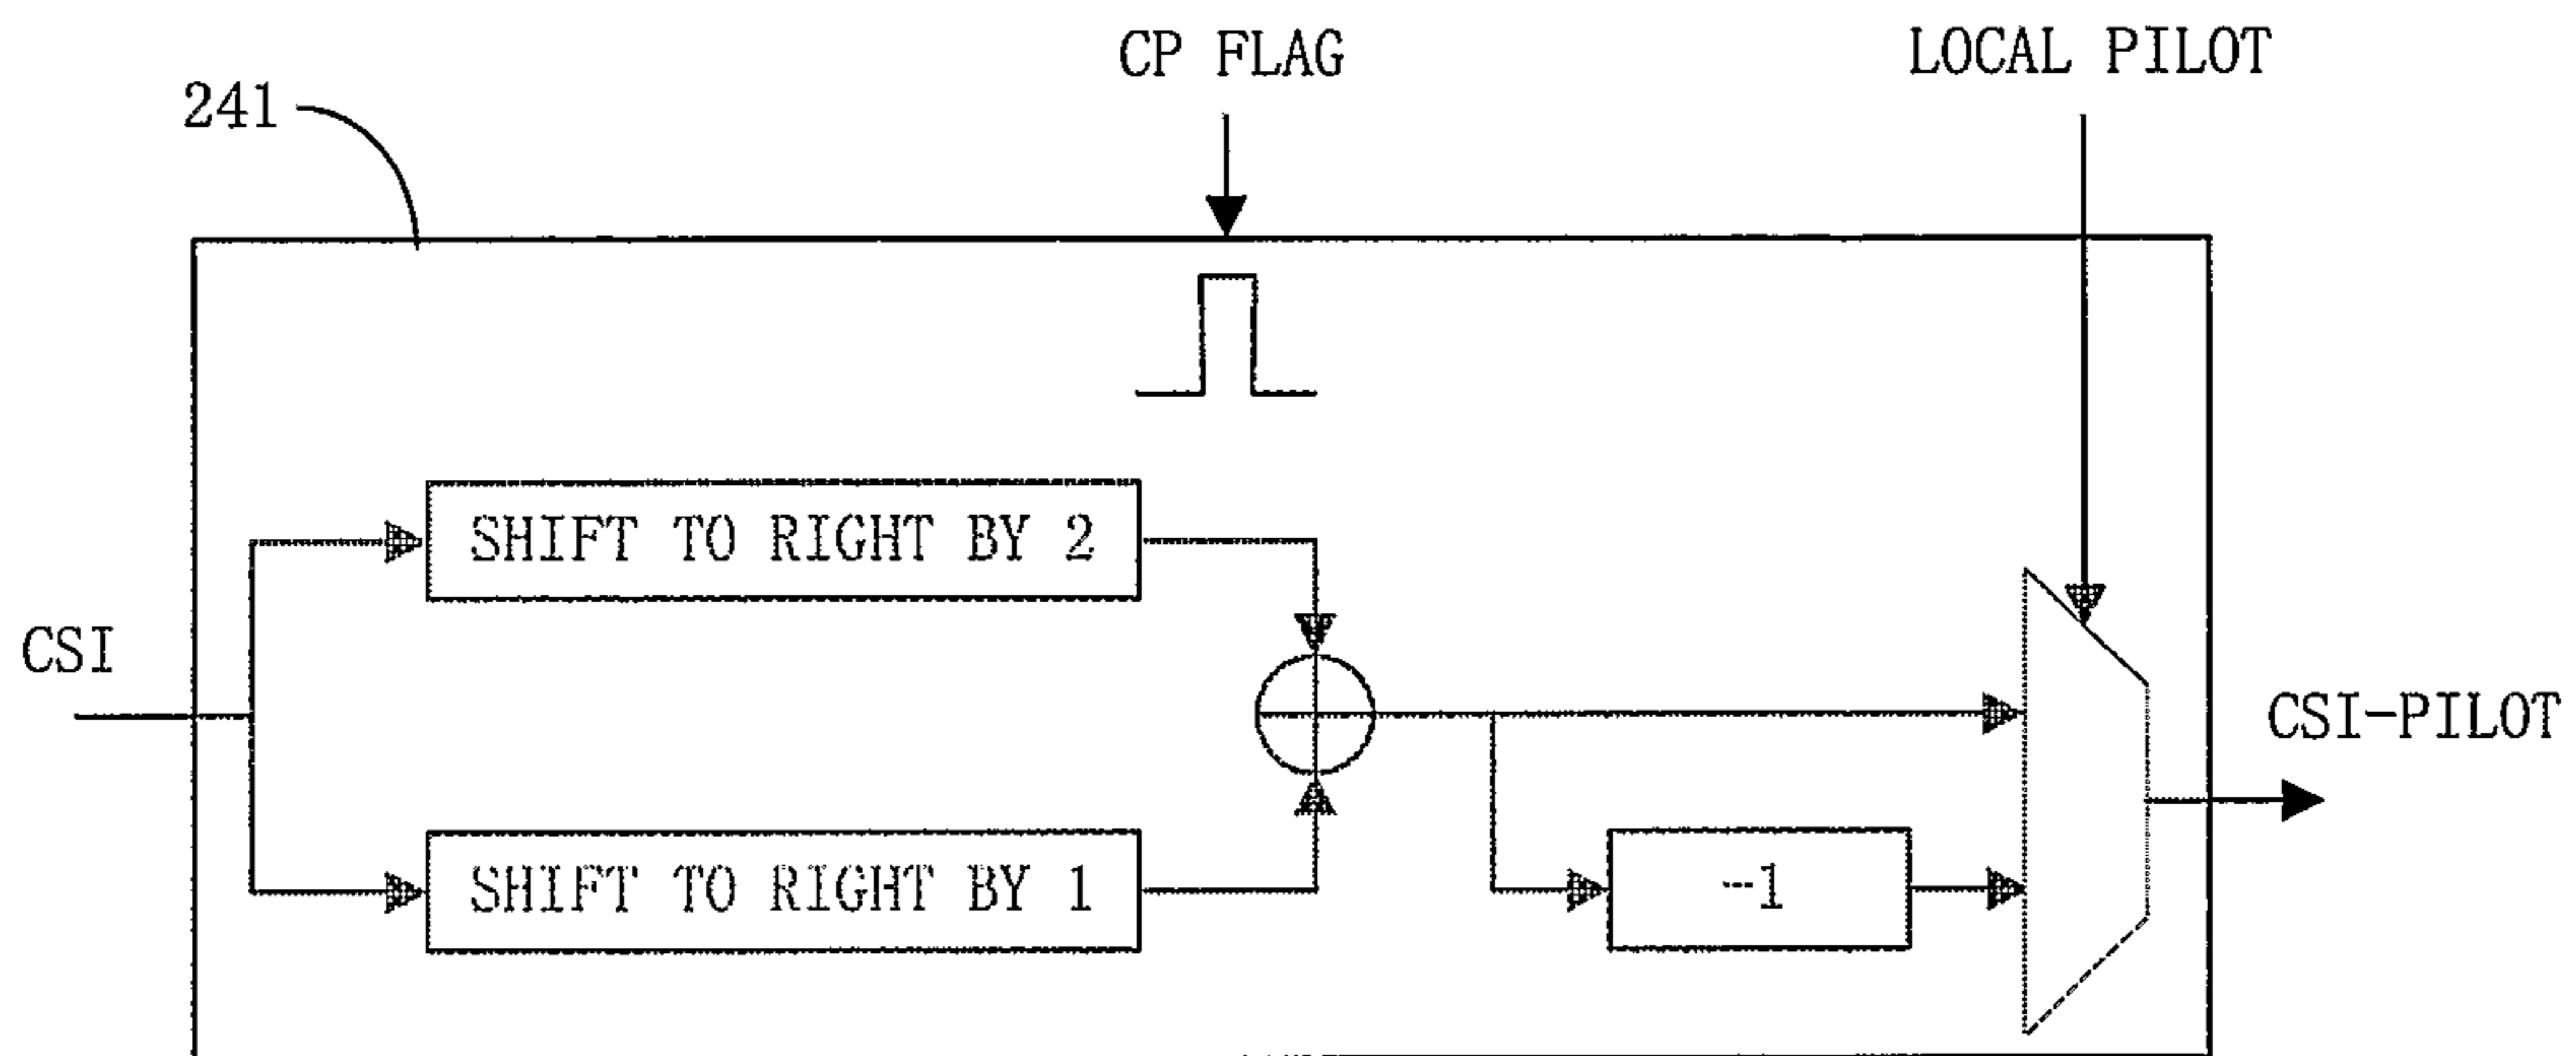 CP FLAG
LOCAL PILOT
241
SHIFT TO RIGHT BY 2
CSI
CSI-PILOT
SHIFT TO RIGHT BY 1
-1